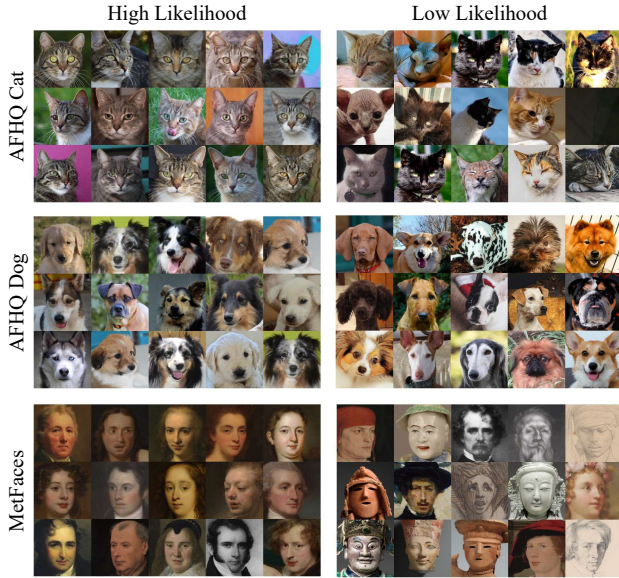 High Likelihood
Low Likelihood
AFHQ Cat
AFHQ Dog
MetFaces